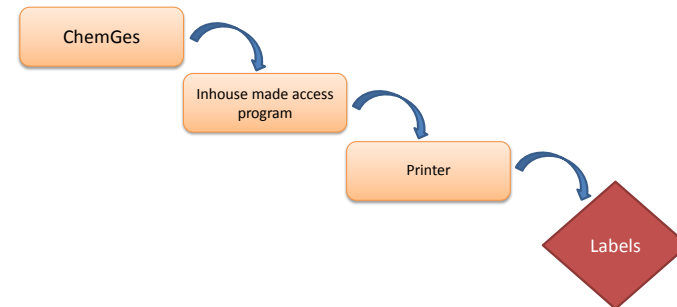 ChemGes
Inhouse made access
program
Printer
Labels